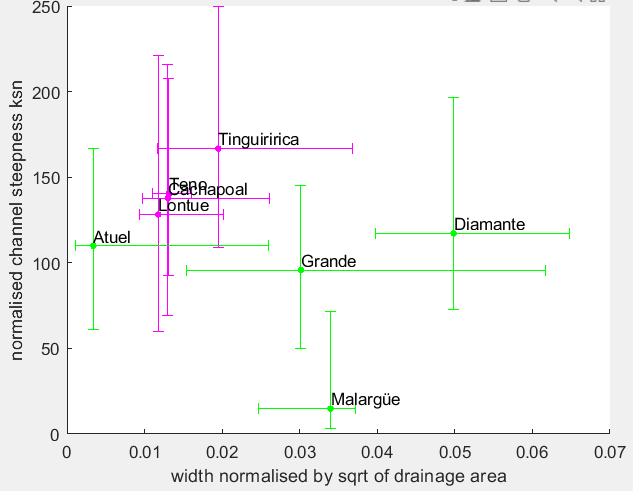 250
200
150
100
50
0
normalised channel steepness ksn
Tinguiririca
Teno
Cachapoal
Lontue
Atuel
Diamante
Grande
Malargüe
0 0.01 0.02 0.03 0.04 0.05 0.06 0.07
width normalised by sqrt of drainage area